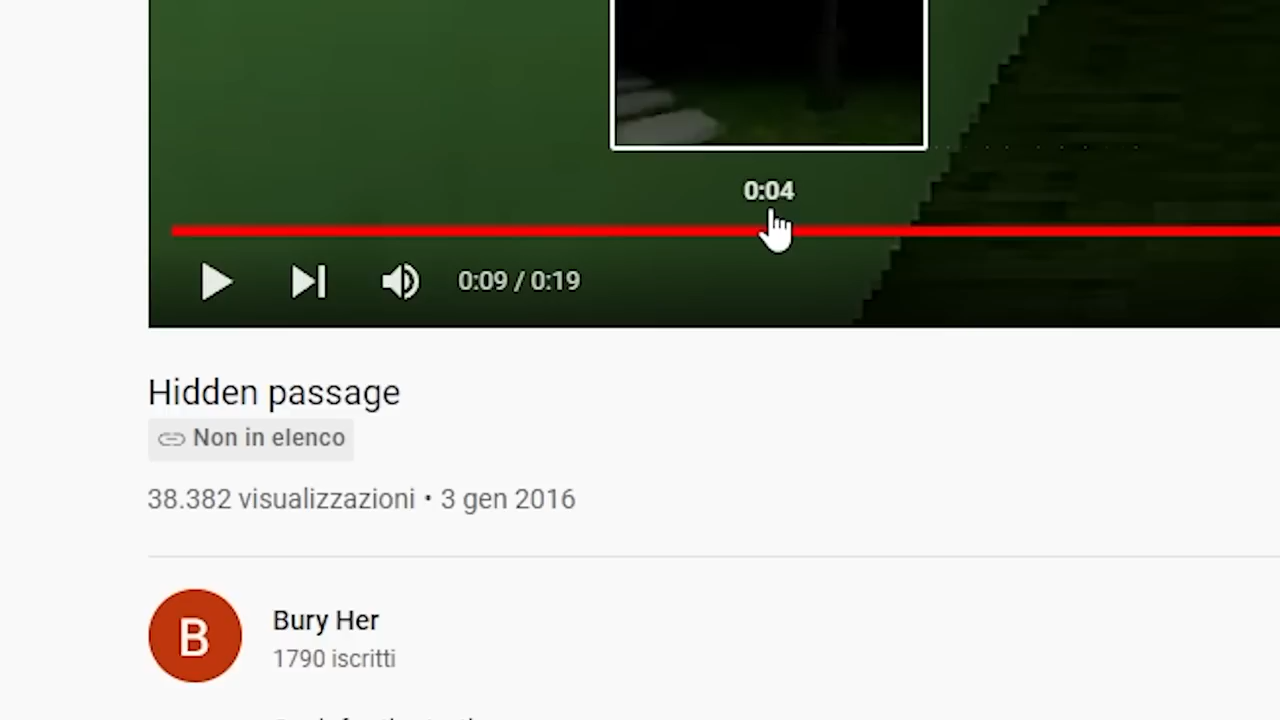 0:04
0:09 / 0:19
Hidden passage
Non in elenco
38.382 visualizzazioni • 3 gen 2016
B
Bury Her
1790 iscritti